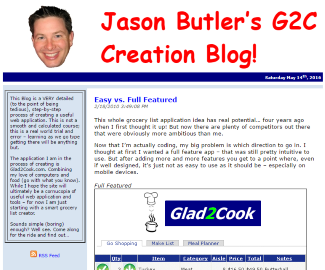 Jason Butler's G2C
Creation Blog!
Saturday May 14th, 2016
This Blog is a VERY detailed
(to the point of being
tedious), step-by-step
process of creating a useful
web application. This is not a
smooth and calculated course;
this is a real world trial and
error - learning as we go type
getting there will be anything
but.
The application I am in the
process of creating is
Glad2Cook.com. Combining
my love of computers and
food (go with what you know).
While I hope the site will
ultimately be a cornucopia of
useful web application and
tools - for now I am just
starting with a smart grocery
list creator.
Sounds simple (boring)
enough? Well see. Come along
for the ride and find out...
RSS Feed
Easy vs. Full Featured
This whole grocery list application idea has real potential... four years ago
when I first thought it up! But now there are plenty of competitors out there
that were obviously more ambitious than me.
Now that I'm actually coding, my big problem is which direction to go in. I
thought at first I wanted a full feature app - that was still pretty intuitive to
use. But after adding more and more features you get to a point where, even
if well designed, it's just not as easy to use as it should be - especially on
mobile devices.
Full Featured
Glad2Cook
Go Shopping Make List Meal Planner
Qty Item Category Aisle Price Total Notes
Turkey Meat